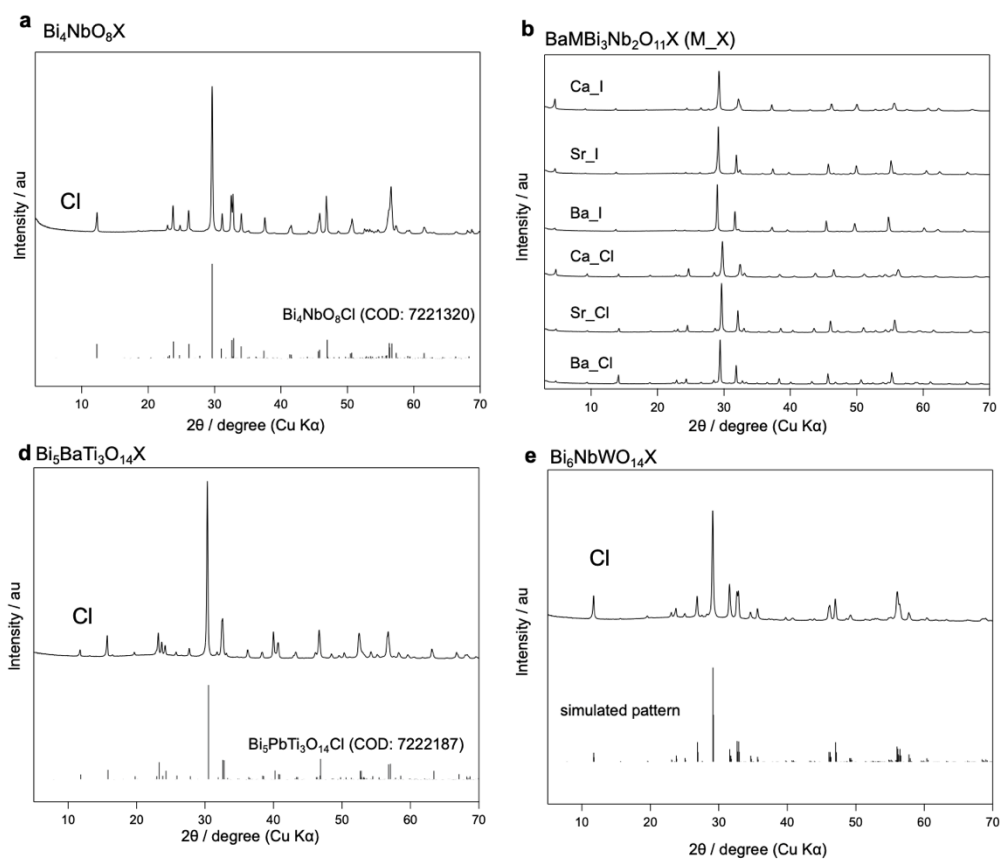 a
Bi₄NbO₈X
Intensity / au
Cl
Bi₄NbO₈Cl (COD: 7221320)
10 20 30 40 50 60 70
2θ / degree (Cu Kα)
b
BaMBi₃Nb₂O₁₁X (M_X)
Intensity / au
Ca_I
Sr_I
Ba_I
Ca_Cl
Sr_Cl
Ba_Cl
10 20 30 40 50 60 70
2θ / degree (Cu Kα)
d Bi₅BaTi₃O₁₄X
Intensity / au
Cl
Bi₅PbTi₃O₁₄Cl (COD: 7222187)
10 20 30 40 50 60 70
2θ / degree (Cu Kα)
e Bi₆NbWO₁₄X
Intensity / au
Cl
simulated pattern
10 20 30 40 50 60 70
2θ / degree (Cu Kα)